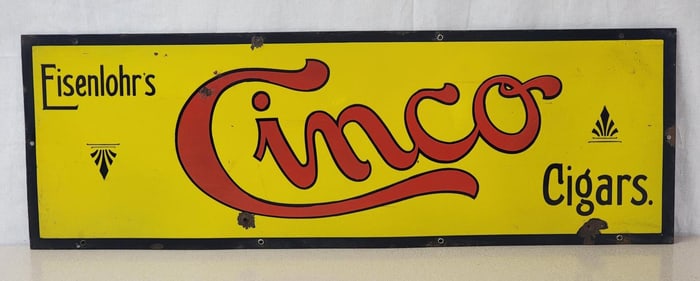 Eisenlohr's
Cinco
Cigars.